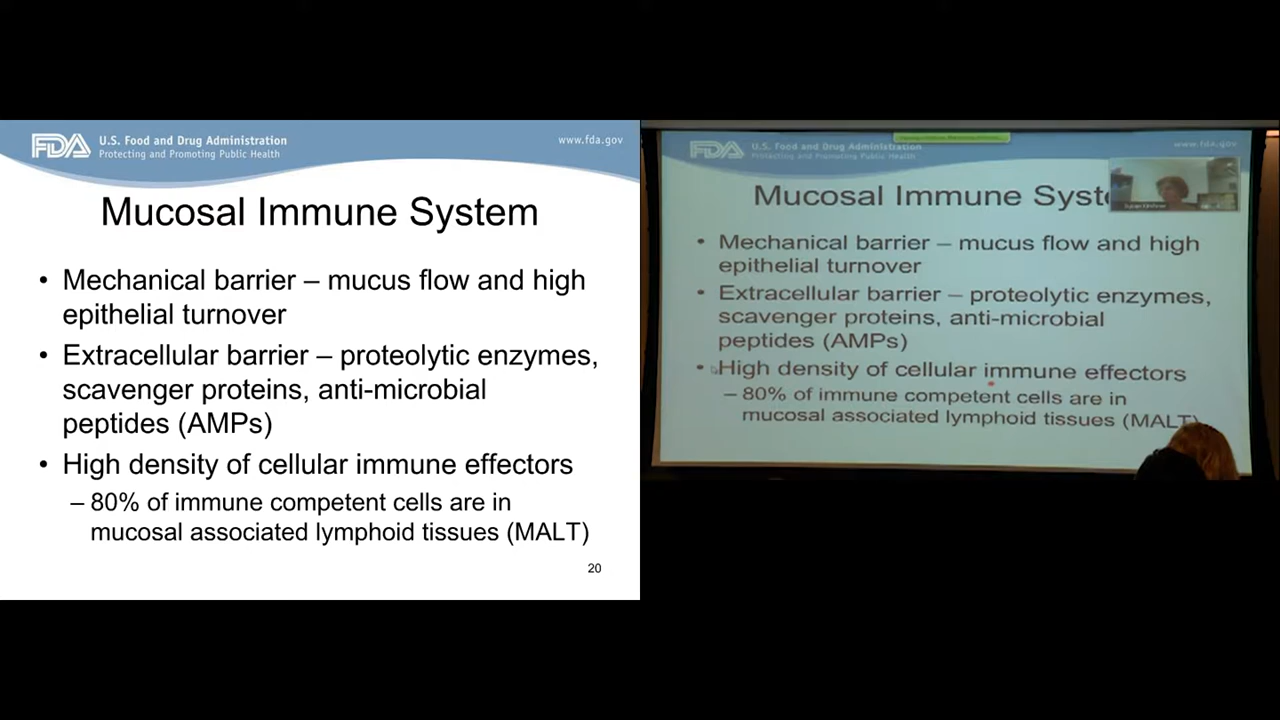 FDA
U.S. Food and Drug Administration
Protecting and Promoting Public Health
www.fda.gov
Mucosal Immune System
• Mechanical barrier – mucus flow and high
epithelial turnover
• Extracellular barrier – proteolytic enzymes,
scavenger proteins, anti-microbial
peptides (AMPs)
• High density of cellular immune effectors
– 80% of immune competent cells are in
mucosal associated lymphoid tissues (MALT)
20
FDA
U.S. Food and Drug Administration
Protecting and Promoting Public Health
www.fda.gov
Mucosal Immune Syst
• Mechanical barrier – mucus flow and high
epithelial turnover
• Extracellular barrier – proteolytic enzymes,
scavenger proteins, anti-microbial
peptides (AMPs)
• High density of cellular immune effectors
– 80% of immune competent cells are in
mucosal associated lymphoid tissues (MALT)